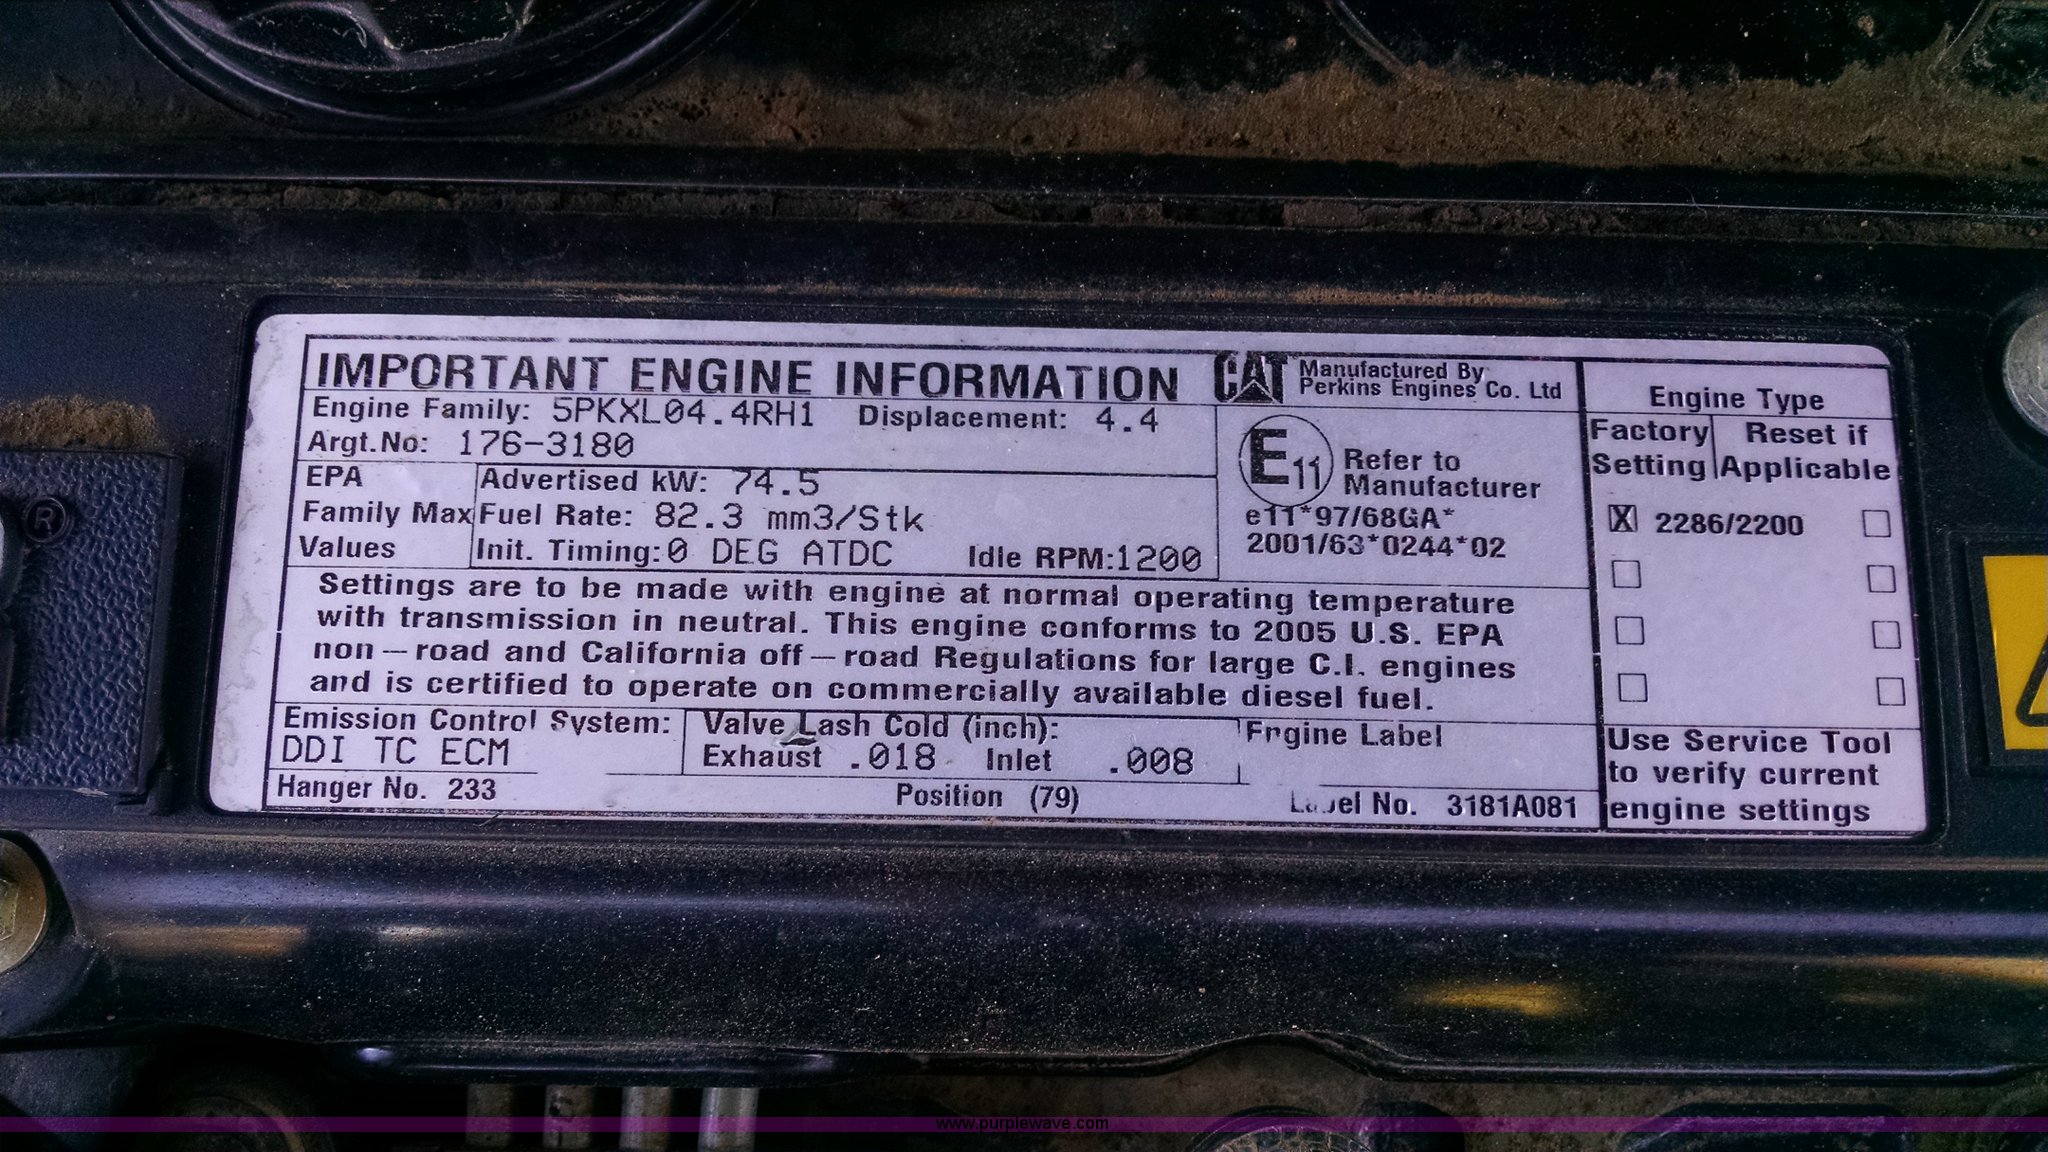 IMPORTANT ENGINE INFORMATION
CAT Manufactured By
Perkins Engines Co. Ltd
Engine Family: 5PKXL04.4RH1 Displacement: 4.4
Argt.No: 176-3180
EPA
Family Max
Values
Advertised kW: 74.5
Fuel Rate: 82.3 mm3/Stk
Init. Timing: 0 DEG ATDC Idle RPM: 1200
E11 Refer to
Manufacturer
e11*97/68GA*
2001/63*0244*02
Settings are to be made with engine at normal operating temperature
with transmission in neutral. This engine conforms to 2005 U.S. EPA
non-road and California off-road Regulations for large C.I. engines
and is certified to operate on commercially available diesel fuel.
Emission Control System:
DDI TC ECM
Valve Lash Cold (inch):
Exhaust .018 Inlet .008
Engine Label
Hanger No. 233 Position (79) Label No. 3181A081
Engine Type
Factory
Setting
Reset if
Applicable
X 2286/2200
Use Service Tool
to verify current
engine settings
®
www.purplewave.com